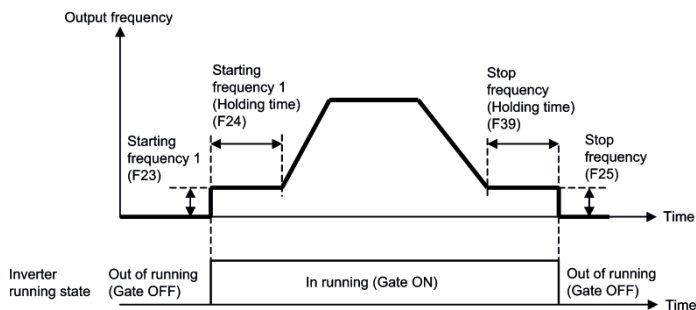 Output frequency
Starting
frequency 1
(Holding time)
(F24)
Stop
frequency
(Holding time)
(F39)
Starting
frequency 1
(F23)
Stop
frequency
(F25)
Time
Inverter
running state
Out of running
(Gate OFF)
In running (Gate ON)
Out of running
(Gate OFF)
Time